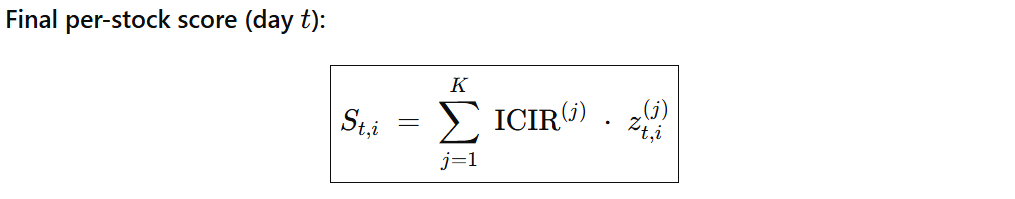 Final per-stock score (day t):
S_{t,i} = \sum_{j=1}^{K} ICIR^{(j)} · z_{t,i}^{(j)}